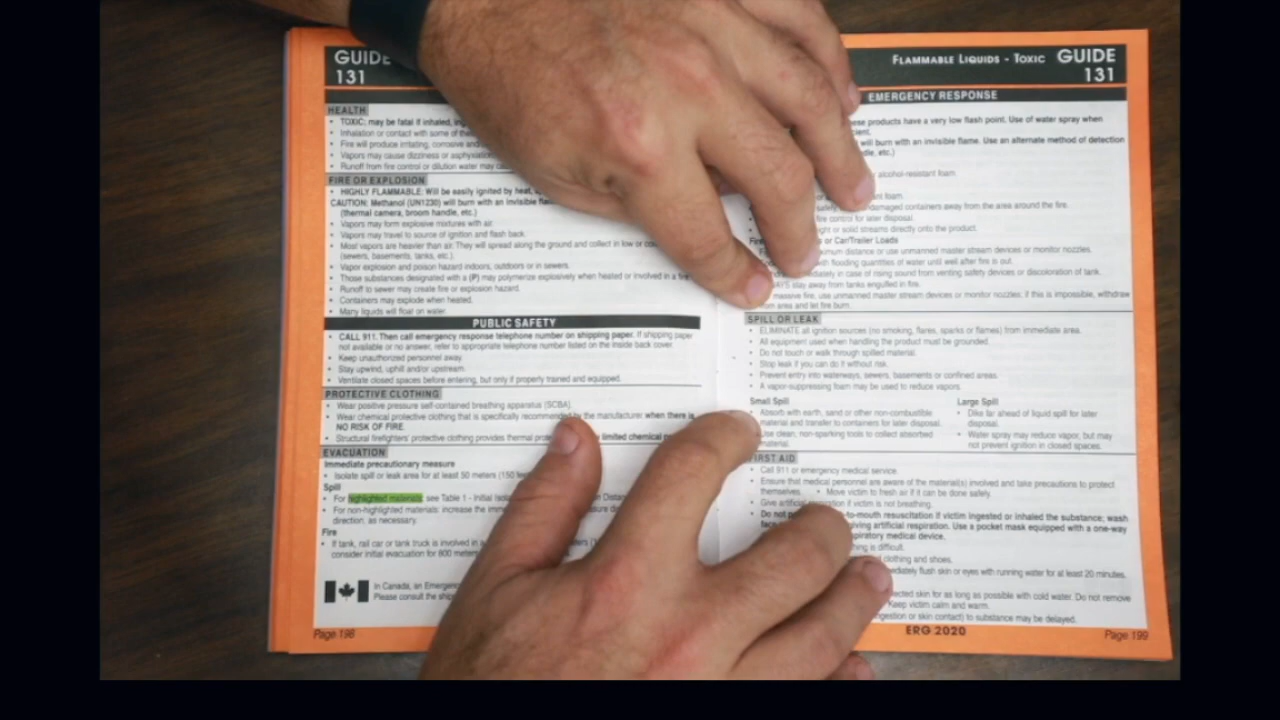 GUIDE
131
HEALTH
• TOXIC; may be fatal if inhaled,
• Inhalation or contact with some of these
• Fire will produce irritating, corrosive and
• Vapors may cause dizziness or asphyxiation
• Runoff from fire control or dilution water may
FIRE OR EXPLOSION
• HIGHLY FLAMMABLE: Will be easily ignited by heat,
CAUTION: Methanol (UN1230) will burn with an invisible
(thermal camera, broom handle, etc.)
• Vapors may form explosive mixtures with air.
• Vapors may travel to source of ignition and flash back.
• Most vapors are heavier than air. They will spread along the ground and collect in low or
(sewers, basements, tanks, etc.).
• Vapor explosion and poison hazard indoors, outdoors or in sewers.
• Those substances designated with a (P) may polymerize explosively when heated or involved in a
• Runoff to sewer may create fire or explosion hazard.
• Containers may explode when heated.
• Many liquids will float on water.
PUBLIC SAFETY
• CALL 911. Then call emergency response telephone number on shipping paper. If shipping paper
not available or no answer, refer to appropriate telephone number listed on the inside back cover.
• Keep unauthorized personnel away.
• Stay upwind, uphill and/or upstream.
• Ventilate closed spaces before entering, but only if properly trained and equipped.
PROTECTIVE CLOTHING
• Wear positive pressure self-contained breathing apparatus (SCBA).
• Wear chemical protective clothing that is specifically recommended by the manufacturer when there is
NO RISK OF FIRE.
• Structural firefighters' protective clothing provides thermal limited chemical
EVACUATION
Immediate precautionary measure
• Isolate spill or leak area for at least 50 meters (150
Spill
• For highlighted materials: see Table 1 - Initial
• For non-highlighted materials: increase the
direction, as necessary.
Fire
• If tank, rail car or tank truck is involved in a
consider initial evacuation for 800 meters
In Canada, an
Please consult the
Page 198
FLAMMABLE LIQUIDS - TOXIC GUIDE
131
EMERGENCY RESPONSE
products have a very low flash point. Use of water spray when
will burn with an invisible flame. Use an alternate method of detection
etc.)
alcohol-resistant foam.
foam.
damaged containers away from the area around the fire.
fire control for later disposal.
or solid streams directly onto the product.
or Car/Trailer Loads
distance or use unmanned master stream devices or monitor nozzles.
with flooding quantities of water until well after fire is out.
in case of rising sound from venting safety devices or discoloration of tank.
stay away from tanks engulfed in fire.
massive fire, use unmanned master stream devices or monitor nozzles; if this is impossible, withdraw
area and let fire burn.
SPILL OR LEAK
• ELIMINATE all ignition sources (no smoking, flares, sparks or flames) from immediate area.
• All equipment used when handling the product must be grounded.
• Do not touch or walk through spilled material.
• Stop leak if you can do it without risk.
• Prevent entry into waterways, sewers, basements or confined areas.
• A vapor-suppressing foam may be used to reduce vapors.
Small Spill
• Absorb with earth, sand or other non-combustible
material and transfer to containers for later disposal.
Use clean, non-sparking tools to collect absorbed
material.
Large Spill
• Dike far ahead of liquid spill for later
disposal.
• Water spray may reduce vapor, but may
not prevent ignition in closed spaces.
FIRST AID
• Call 911 or emergency medical service.
• Ensure that medical personnel are aware of the material(s) involved and take precautions to protect
themselves. • Move victim to fresh air if it can be done safely.
• Give artificial respiration if victim is not breathing.
• Do not resuscitation if victim ingested or inhaled the substance; wash
giving artificial respiration. Use a pocket mask equipped with a one-way
medical device.
is difficult.
clothing and shoes.
flush skin or eyes with running water for at least 20 minutes.
skin for as long as possible with cold water. Do not remove
Keep victim calm and warm.
or skin contact) to substance may be delayed.
ERG 2020
Page 199